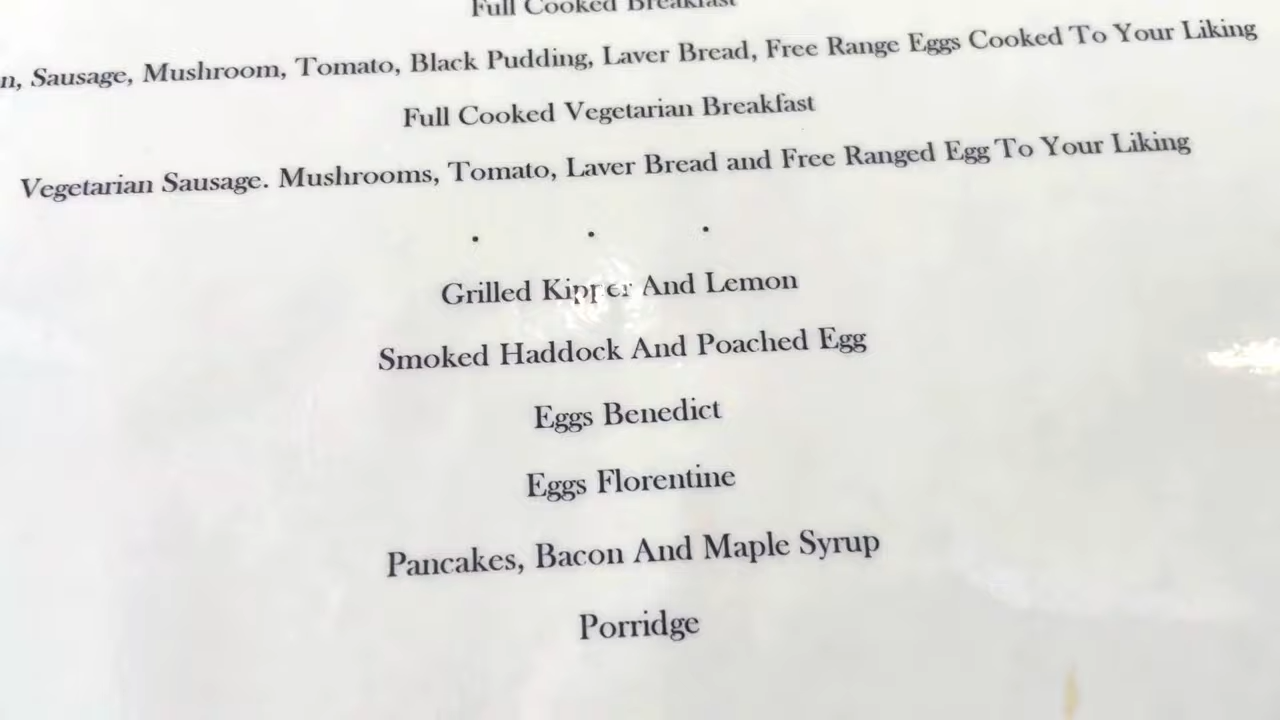 Full Cooked Breakfast
Sausage, Mushroom, Tomato, Black Pudding, Laver Bread, Free Range Eggs Cooked To Your Liking
Full Cooked Vegetarian Breakfast
Vegetarian Sausage. Mushrooms, Tomato, Laver Bread and Free Ranged Egg To Your Liking
. . .
Grilled Kipper And Lemon
Smoked Haddock And Poached Egg
Eggs Benedict
Eggs Florentine
Pancakes, Bacon And Maple Syrup
Porridge